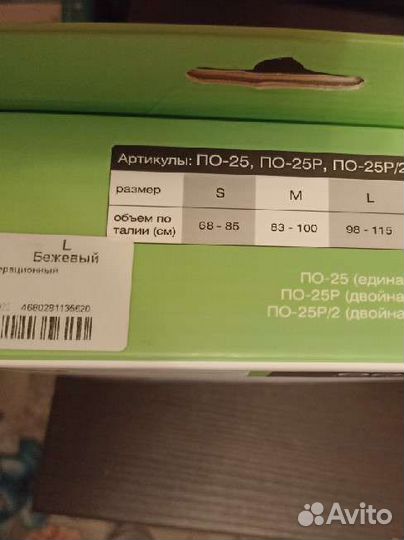 Артикулы: ПО-25, ПО-25Р, ПО-25Р/2
размер S M L
объем по талии (см) 68 - 85 83 - 100 98 - 115
L
Бежевый
ерационный
4680281135620
ПО-25 (едина
ПО-25Р (двойна
ПО-25Р/2 (двойна
Avito